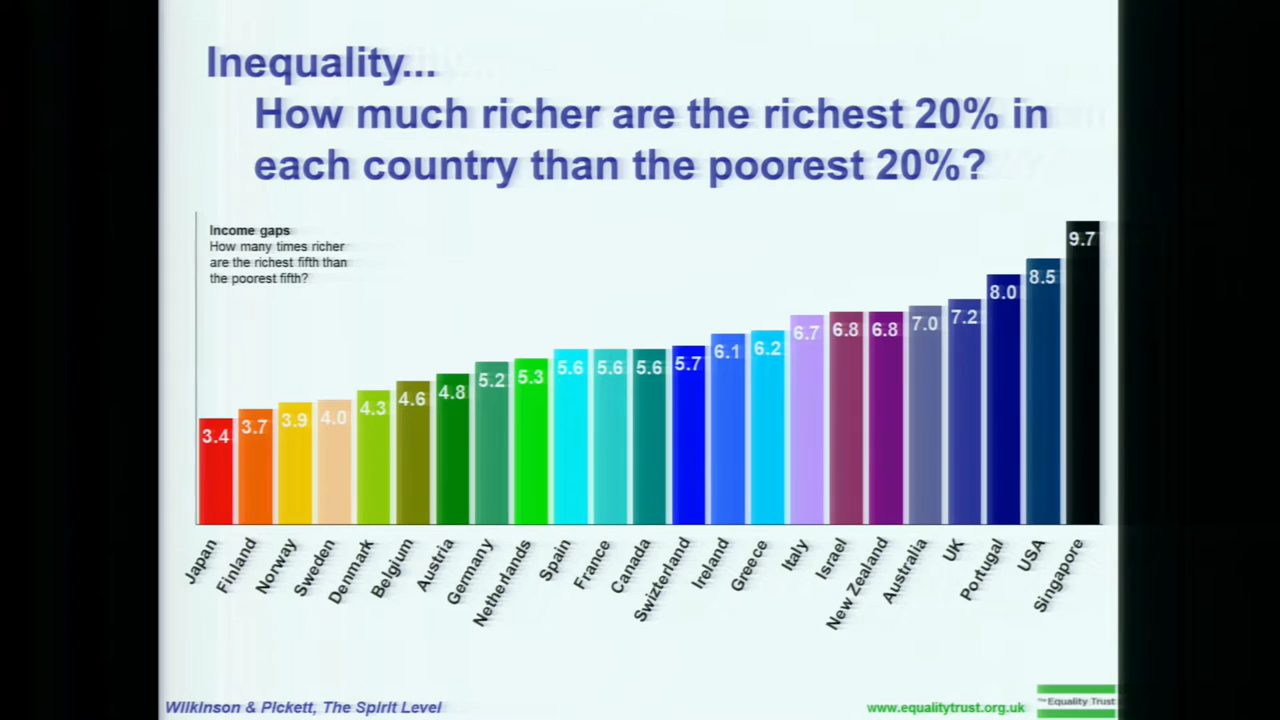 Inequality...
How much richer are the richest 20% in
each country than the poorest 20%?
Income gaps
How many times richer
are the richest fifth than
the poorest fifth?
3.4
3.7
3.9
4.0
4.3
4.6
4.8
5.2
5.3
5.6
5.6
5.6
5.7
6.1
6.2
6.7
6.8
6.8
7.0
7.2
8.0
8.5
9.7
Japan
Finland
Norway
Sweden
Denmark
Belgium
Austria
Germany
Netherlands
Spain
France
Canada
Swizterland
Ireland
Greece
Italy
Israel
New Zealand
Australia
UK
Portugal
USA
Singapore
Wilkinson & Pickett, The Spirit Level
www.equalitytrust.org.uk
The Equality Trust